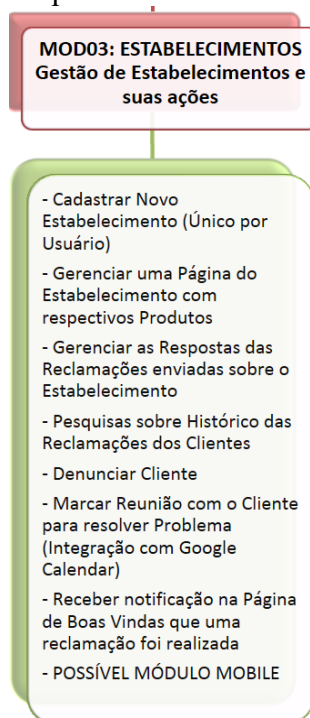 MOD03: ESTABELECIMENTOS
Gestão de Estabelecimentos e
suas ações
- Cadastrar Novo
Estabelecimento (Único por
Usuário)
- Gerenciar uma Página do
Estabelecimento com
respectivos Produtos
- Gerenciar as Respostas das
Reclamações enviadas sobre o
Estabelecimento
- Pesquisas sobre Histórico das
Reclamações dos Clientes
- Denunciar Cliente
- Marcar Reunião com o Cliente
para resolver Problema
(Integração com Google
Calendar)
- Receber notificação na Página
de Boas Vindas que uma
reclamação foi realizada
- POSSÍVEL MÓDULO MOBILE